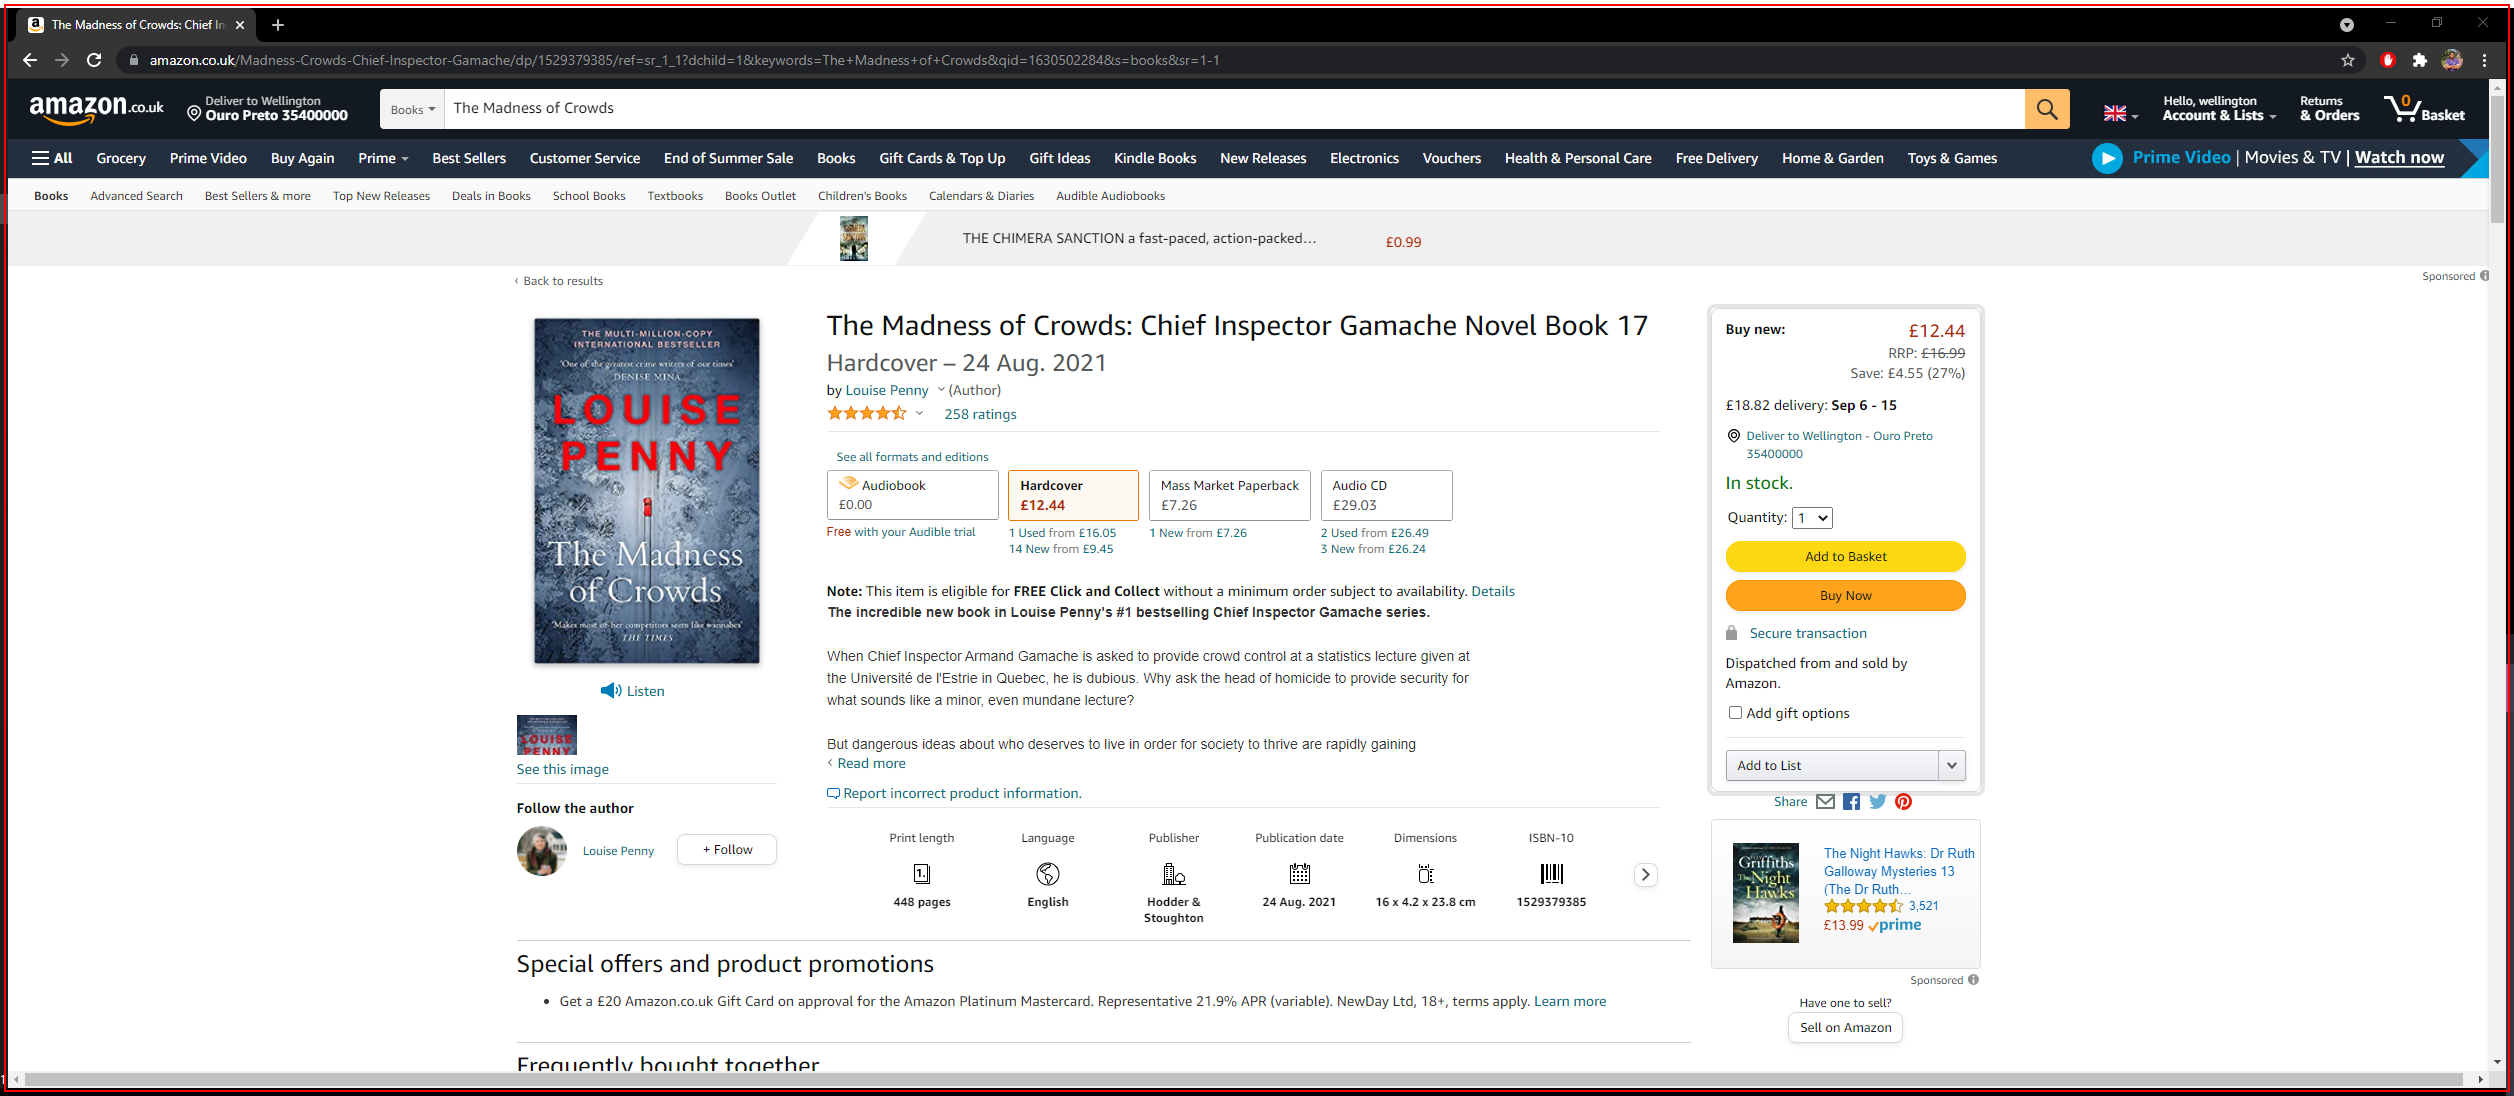 The Madness of Crowds: Chief In
amazon.co.uk/Madness-Crowds-Chief-Inspector-Gamache/dp/1529379385/ref=sr_1_1?dchild=1&keywords=The+Madness+of+Crowds&qid=1630502284&s=books&sr=1-1
amazon.co.uk
Deliver to Wellington
Ouro Preto 35400000
Books
The Madness of Crowds
Hello, wellington
Account & Lists
Returns
& Orders
0
Basket
All Grocery Prime Video Buy Again Prime Best Sellers Customer Service End of Summer Sale Books Gift Cards & Top Up Gift Ideas Kindle Books New Releases Electronics Vouchers Health & Personal Care Free Delivery Home & Garden Toys & Games
Prime Video | Movies & TV | Watch now
Books Advanced Search Best Sellers & more Top New Releases Deals in Books School Books Textbooks Books Outlet Children's Books Calendars & Diaries Audible Audiobooks
THE CHIMERA SANCTION a fast-paced, action-packed…
£0.99
Sponsored
‹ Back to results
THE MULTI-MILLION-COPY
INTERNATIONAL BESTSELLER
'One of the greatest crime writers of our times'
DENISE MINA
LOUISE
PENNY
The Madness
of Crowds
'Makes most of her competitors seem like wannabes'
THE TIMES
Listen
LOUISE
PENNY
See this image
Follow the author
Louise Penny
+ Follow
The Madness of Crowds: Chief Inspector Gamache Novel Book 17
Hardcover – 24 Aug. 2021
by Louise Penny (Author)
258 ratings
See all formats and editions
Audiobook
£0.00
Free with your Audible trial
Hardcover
£12.44
1 Used from £16.05
14 New from £9.45
Mass Market Paperback
£7.26
1 New from £7.26
Audio CD
£29.03
2 Used from £26.49
3 New from £26.24
Note: This item is eligible for FREE Click and Collect without a minimum order subject to availability. Details
The incredible new book in Louise Penny's #1 bestselling Chief Inspector Gamache series.
When Chief Inspector Armand Gamache is asked to provide crowd control at a statistics lecture given at
the Université de l'Estrie in Quebec, he is dubious. Why ask the head of homicide to provide security for
what sounds like a minor, even mundane lecture?
But dangerous ideas about who deserves to live in order for society to thrive are rapidly gaining
‹ Read more
Report incorrect product information.
Print length
1.
448 pages
Language
English
Publisher
Hodder &
Stoughton
Publication date
24 Aug. 2021
Dimensions
16 x 4.2 x 23.8 cm
ISBN-10
1529379385
Buy new:
£12.44
RRP: £16.99
Save: £4.55 (27%)
£18.82 delivery: Sep 6 - 15
Deliver to Wellington - Ouro Preto
35400000
In stock.
Quantity: 1
Add to Basket
Buy Now
Secure transaction
Dispatched from and sold by
Amazon.
Add gift options
Add to List
Share
Griffiths
The Night
Hawks
The Night Hawks: Dr Ruth
Galloway Mysteries 13
(The Dr Ruth…
3,521
£13.99 prime
Sponsored
Have one to sell?
Sell on Amazon
Special offers and product promotions
Get a £20 Amazon.co.uk Gift Card on approval for the Amazon Platinum Mastercard. Representative 21.9% APR (variable). NewDay Ltd, 18+, terms apply. Learn more
Frequently bought together